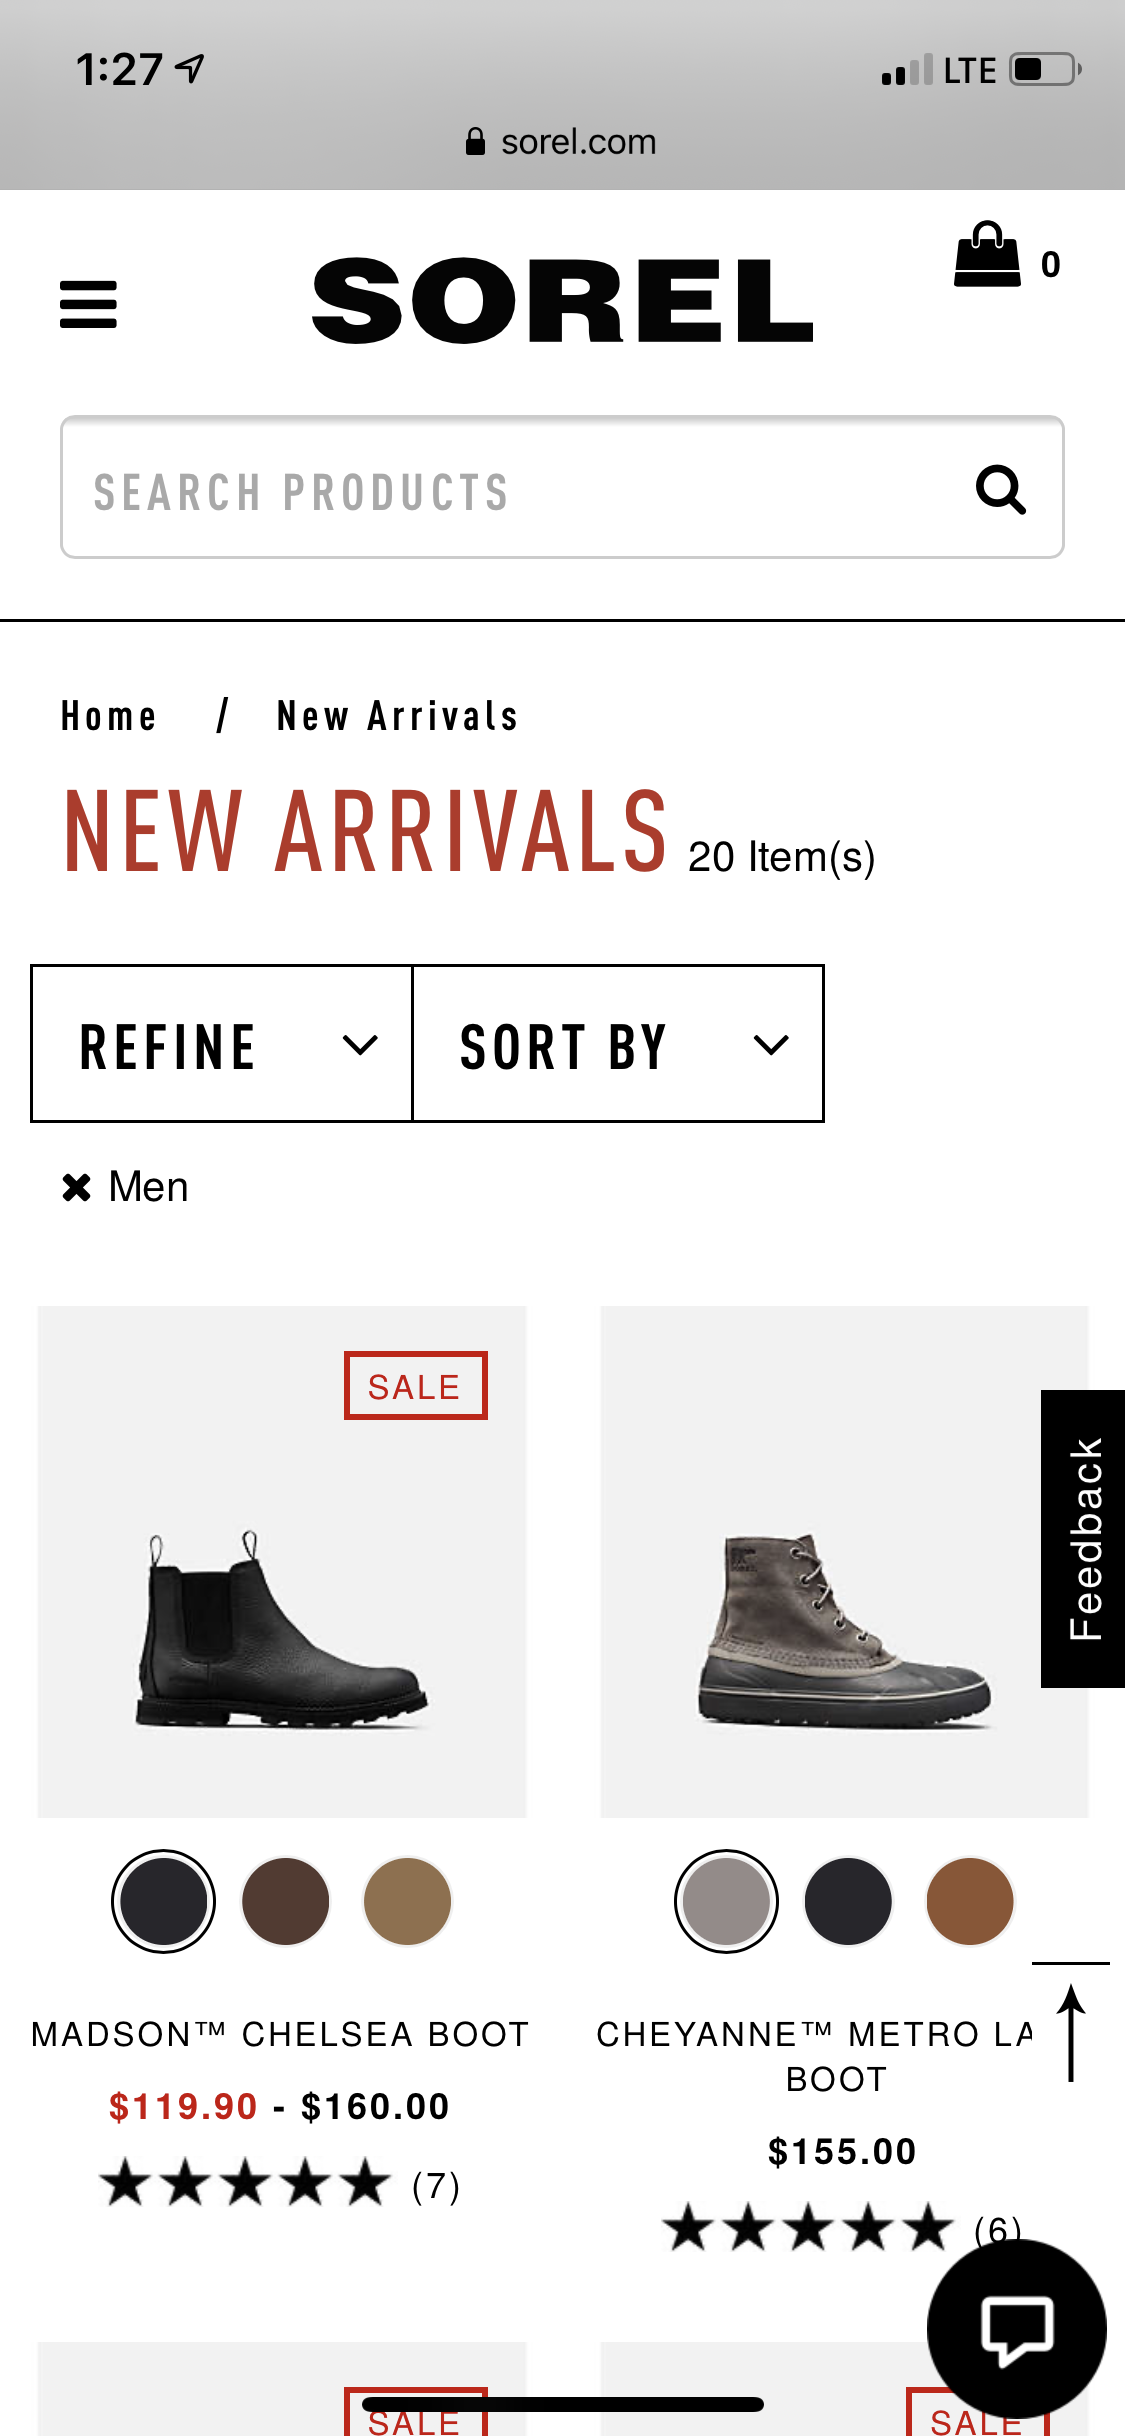 1:27 LTE
sorel.com
SOREL 0
SEARCH PRODUCTS
Home / New Arrivals
NEW ARRIVALS 20 Item(s)
REFINE SORT BY
Men
SALE
Feedback
MADSON™ CHELSEA BOOT
$119.90 - $160.00
(7)
CHEYANNE™ METRO LA
BOOT
$155.00
(6)
SALE SALE